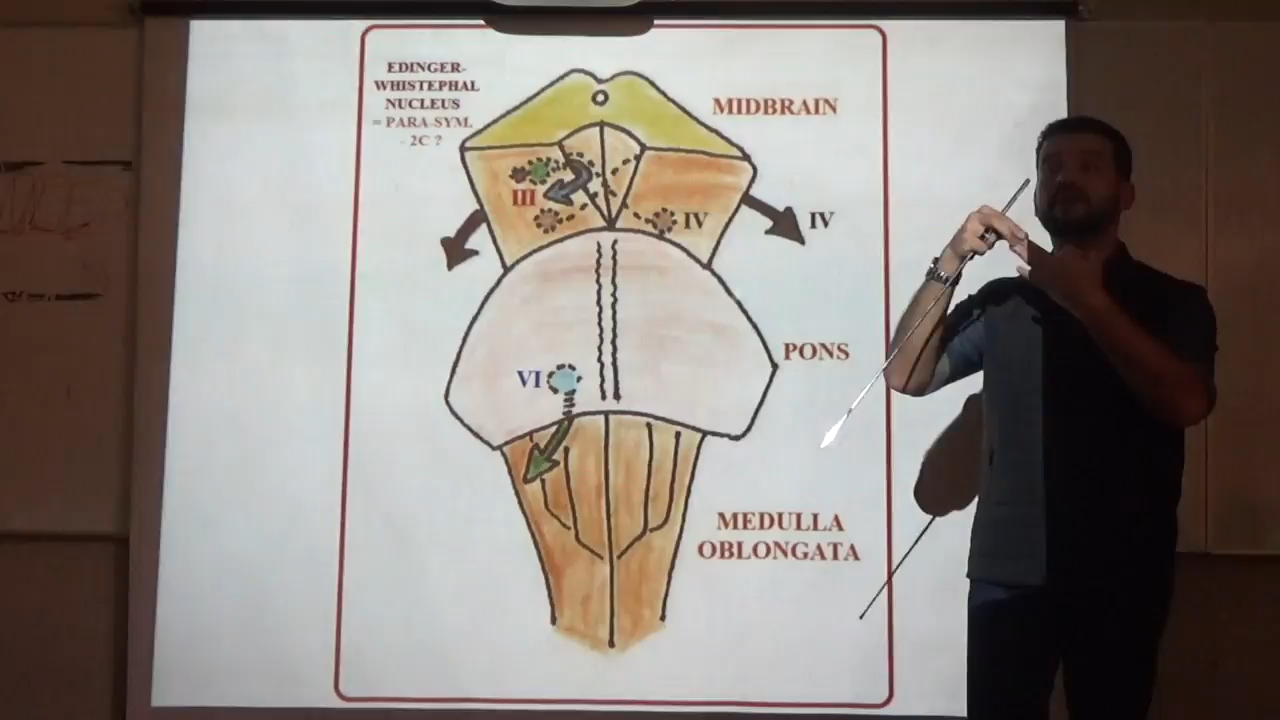 EDINGER-
WHISTEPHAL
NUCLEUS
= PARA-SYM.
- 2C ?
MIDBRAIN
III
IV
IV
PONS
VI
MEDULLA
OBLONGATA